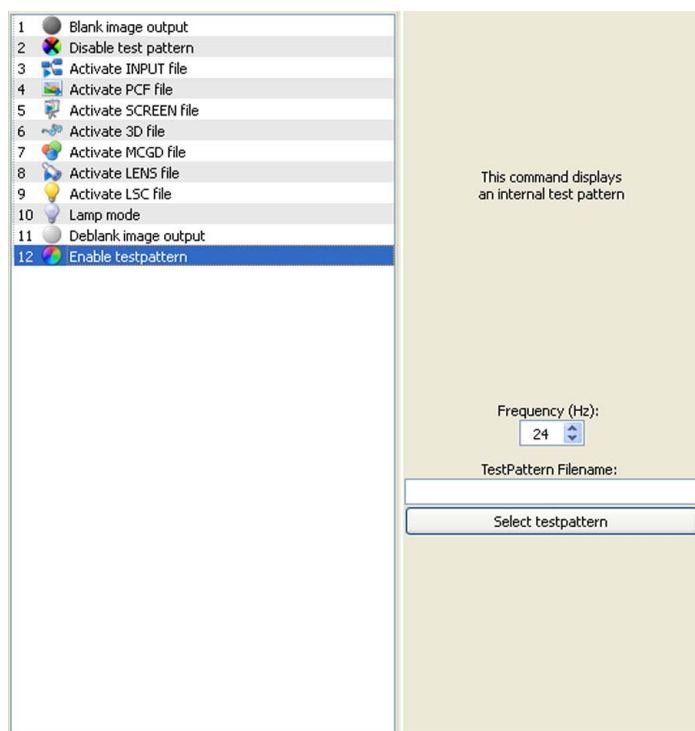 1 Blank image output
2 Disable test pattern
3 Activate INPUT file
4 Activate PCF file
5 Activate SCREEN file
6 Activate 3D file
7 Activate MCGD file
8 Activate LENS file
9 Activate LSC file
10 Lamp mode
11 Deblank image output
12 Enable testpattern
This command displays
an internal test pattern
Frequency (Hz):
24
TestPattern Filename:
Select testpattern